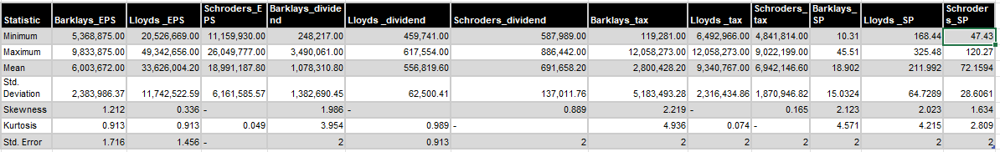 Statistic Barklays_EPS Lloyds _EPS Schroders_E PS Barklays_divide nd Lloyds _dividend Schroders_dividend Barklays_tax Lloyds _tax Schroders_ tax Barklays_ SP Lloyds _SP Schroder s_SP
Minimum 5,368,875.00 20,526,669.00 11,159,930.00 248,217.00 459,741.00 587,989.00 119,281.00 6,492,966.00 4,841,814.00 10.31 168.44 47.43
Maximum 9,833,875.00 49,342,656.00 26,049,777.00 3,490,061.00 617,554.00 886,442.00 12,058,273.00 12,058,273.00 9,022,199.00 45.51 325.48 120.27
Mean 6,003,672.00 33,626,004.20 18,991,187.80 1,078,310.80 556,819.60 691,658.20 2,800,428.20 9,340,767.00 6,942,146.60 18.902 211.992 72.1594
Std.
Deviation 2,383,986.37 11,742,522.59 6,161,585.57 1,382,690.45 62,500.41 137,011.76 5,183,493.28 2,316,434.86 1,870,946.82 15.0324 64.7289 28.6061
Skewness 1.212 0.336 - 1.986 - 0.889 2.219 - 0.165 2.123 2.023 1.634
Kurtosis 0.913 0.913 0.049 3.954 0.989 - 4.936 0.074 - 4.571 4.215 2.809
Std. Error 1.716 1.456 - 2 0.913 2 2 2 2 2 2 2